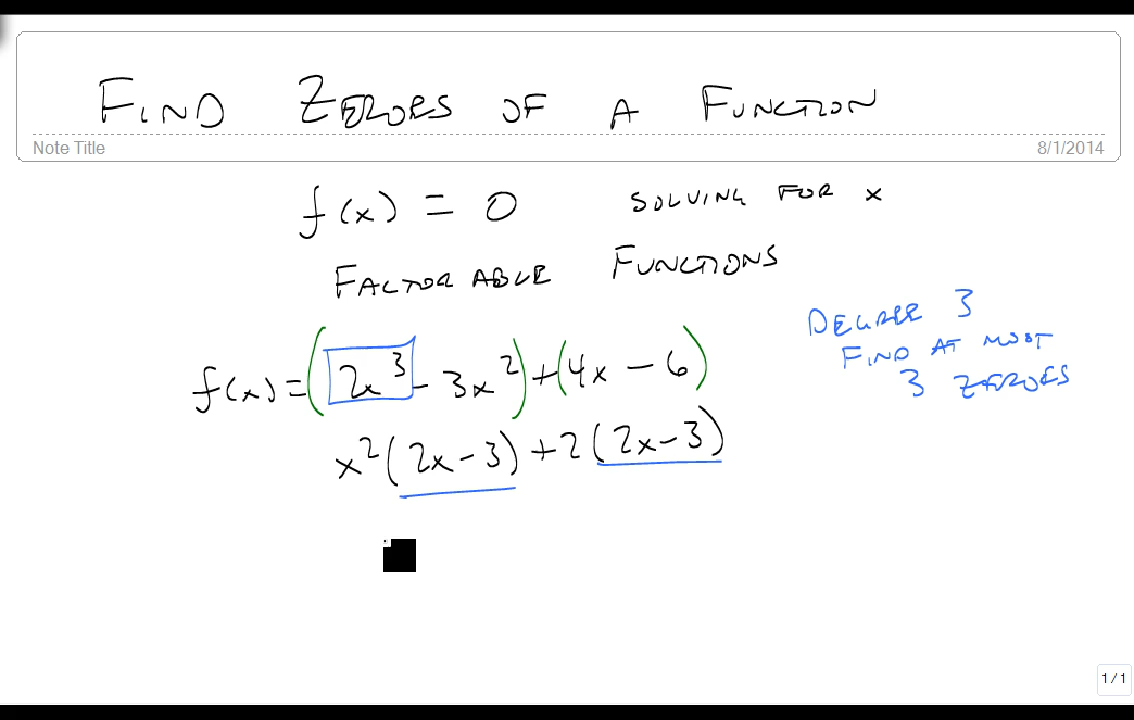 FIND ZEROES OF A FUNCTION
Note Title 8/1/2014
f(x) = 0 SOLVING FOR x
FACTORABLE FUNCTIONS
DEGREE 3
FIND AT MOST
3 ZEROES
f(x) = (2x³ - 3x²) + (4x - 6)
x²(2x - 3) + 2(2x - 3)
1/1